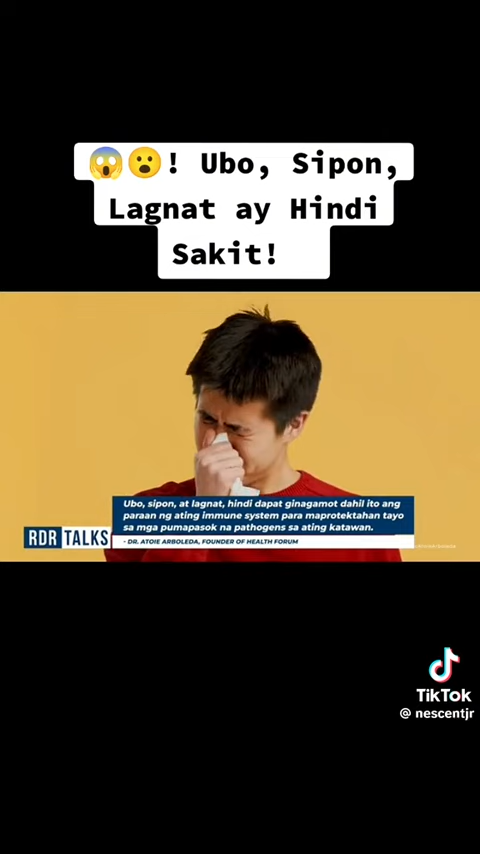 😱😮! Ubo, Sipon,
Lagnat ay Hindi
Sakit!
Ubo, sipon, at lagnat, hindi dapat ginagamot dahil ito ang
paraan ng ating immune system para maprotektahan tayo
sa mga pumapasok na pathogens sa ating katawan.
RDR TALKS
- DR. ATOIE ARBOLEDA, FOUNDER OF HEALTH FORUM
TikTok
@ nescentjr